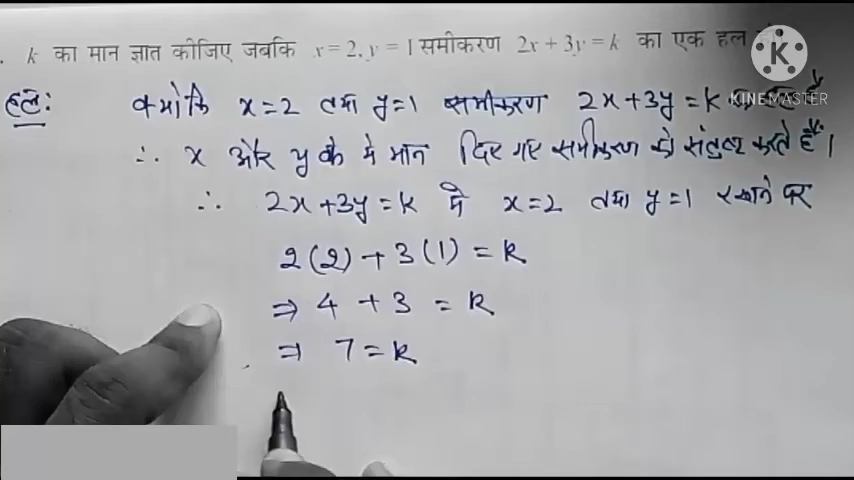 . k का मान ज्ञात कीजिए जबकि x = 2, y = 1 समीकरण 2x + 3y = k का एक हल
KINEMASTER
हल: क्योंकि x = 2 तथा y = 1 समीकरण 2x + 3y = k
∴ x और y के ये मान दिए गए समीकरण को संतुष्ट करते हैं।
∴ 2x + 3y = k में x = 2 तथा y = 1 रखने पर
2(2) + 3(1) = k
⇒ 4 + 3 = k
⇒ 7 = k